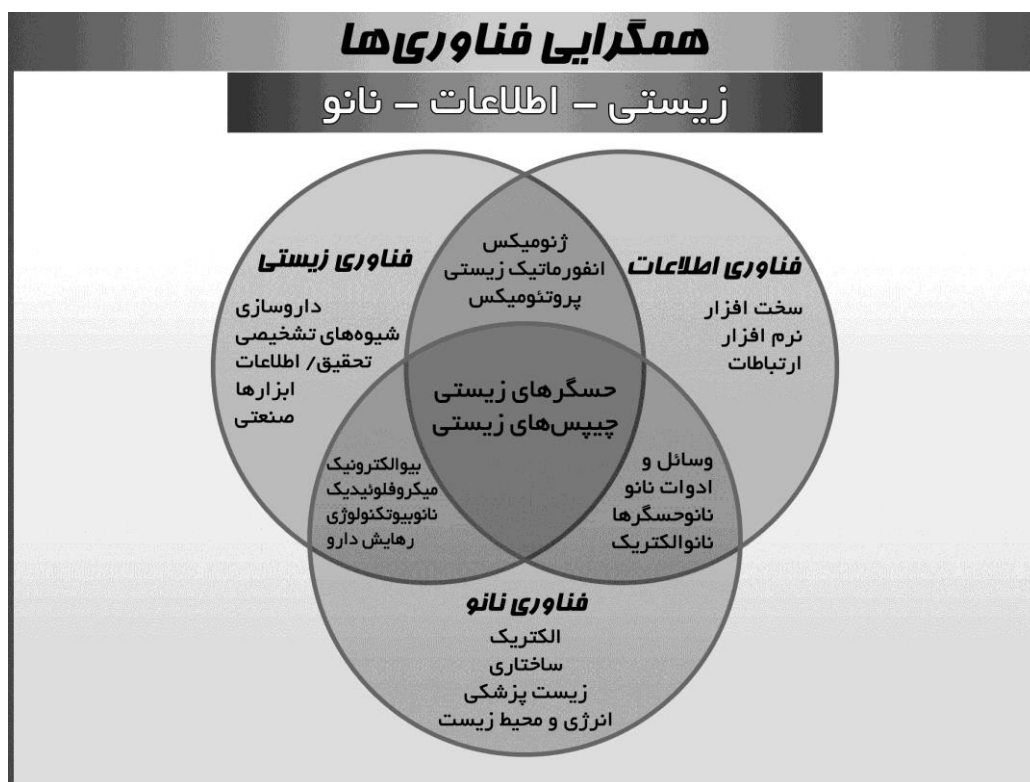 همگرایی فناوری‌ها
زیستی – اطلاعات – نانو
فناوری اطلاعات
سخت افزار
نرم افزار
ارتباطات
ژنومیکس
انفورماتیک زیستی
پروتئومیکس
فناوری زیستی
داروسازی
شیوه‌های تشخیصی
تحقیق/ اطلاعات
ابزارها
صنعتی
حسگرهای زیستی
چیپس‌های زیستی
وسائل و
ادوات نانو
نانوحسگرها
نانوالکتریک
بیوالکترونیک
میکروفلوئیدیک
نانوبیوتکنولوژی
رهایش دارو
فناوری نانو
الکتریک
ساختاری
زیست پزشکی
انرژی و محیط زیست